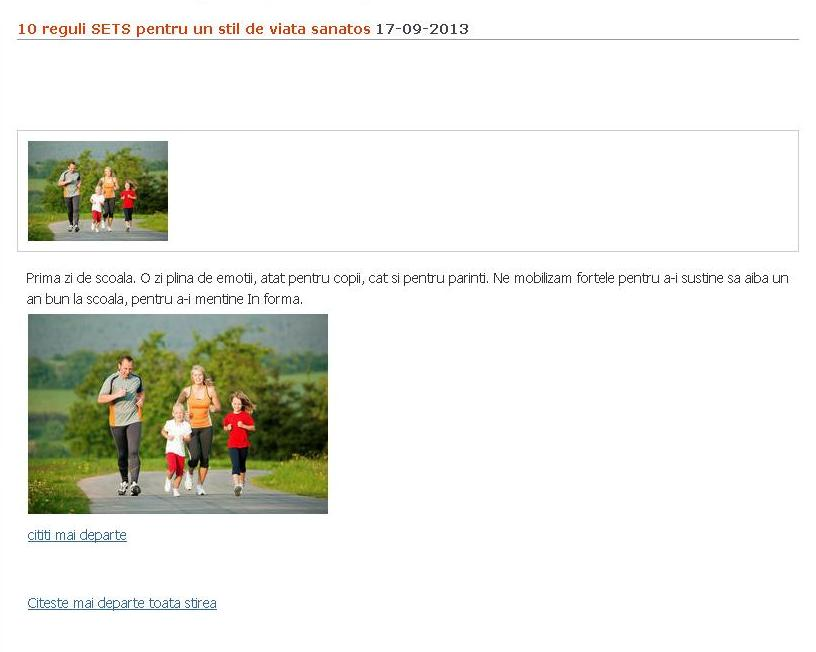 10 reguli SETS pentru un stil de viata sanatos 17-09-2013
Prima zi de scoala. O zi plina de emotii, atat pentru copii, cat si pentru parinti. Ne mobilizam fortele pentru a-i sustine sa aiba un
an bun la scoala, pentru a-i mentine In forma.
cititi mai departe
Citeste mai departe toata stirea